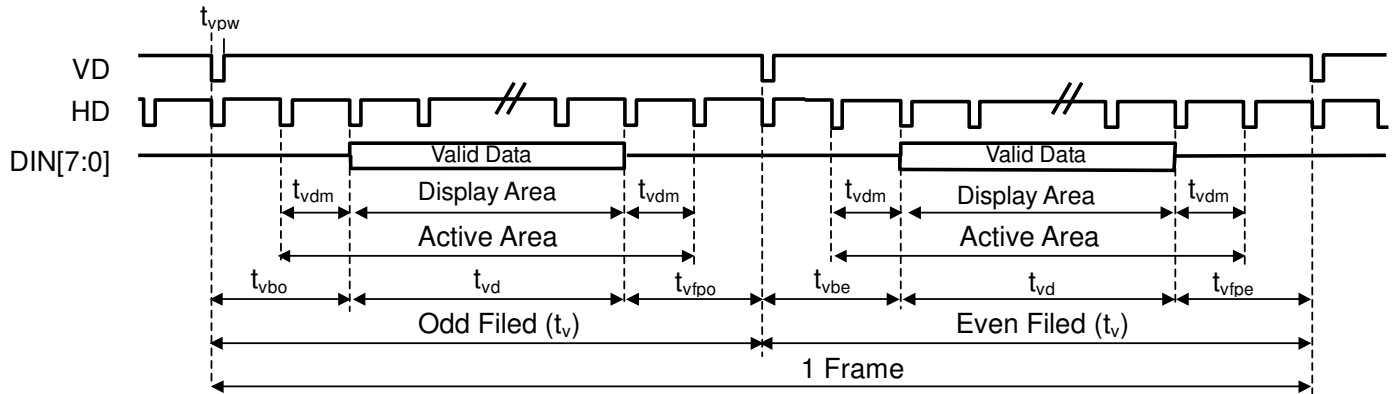 tvpw
VD
HD
DIN[7:0]
Valid Data Valid Data
tvdm Display Area tvdm tvdm Display Area tvdm
Active Area Active Area
tvbo tvd tvfpo tvbe tvd tvfpe
Odd Filed (tv) Even Filed (tv)
1 Frame